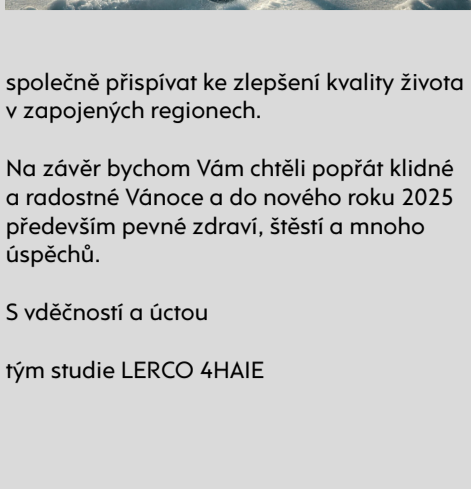 společně přispívat ke zlepšení kvality života
v zapojených regionech.
Na závěr bychom Vám chtěli popřát klidné
a radostné Vánoce a do nového roku 2025
především pevné zdraví, štěstí a mnoho
úspěchů.
S vděčností a úctou
tým studie LERCO 4HAIE